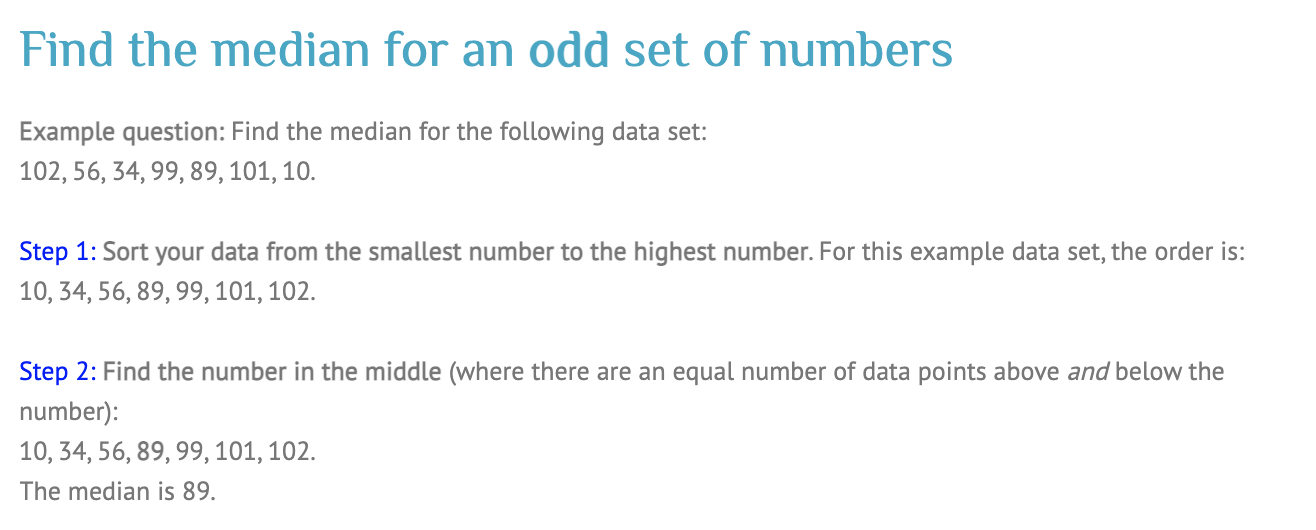 Find the median for an odd set of numbers
Example question: Find the median for the following data set:
102, 56, 34, 99, 89, 101, 10.
Step 1: Sort your data from the smallest number to the highest number. For this example data set, the order is:
10, 34, 56, 89, 99, 101, 102.
Step 2: Find the number in the middle (where there are an equal number of data points above and below the
number):
10, 34, 56, 89, 99, 101, 102.
The median is 89.